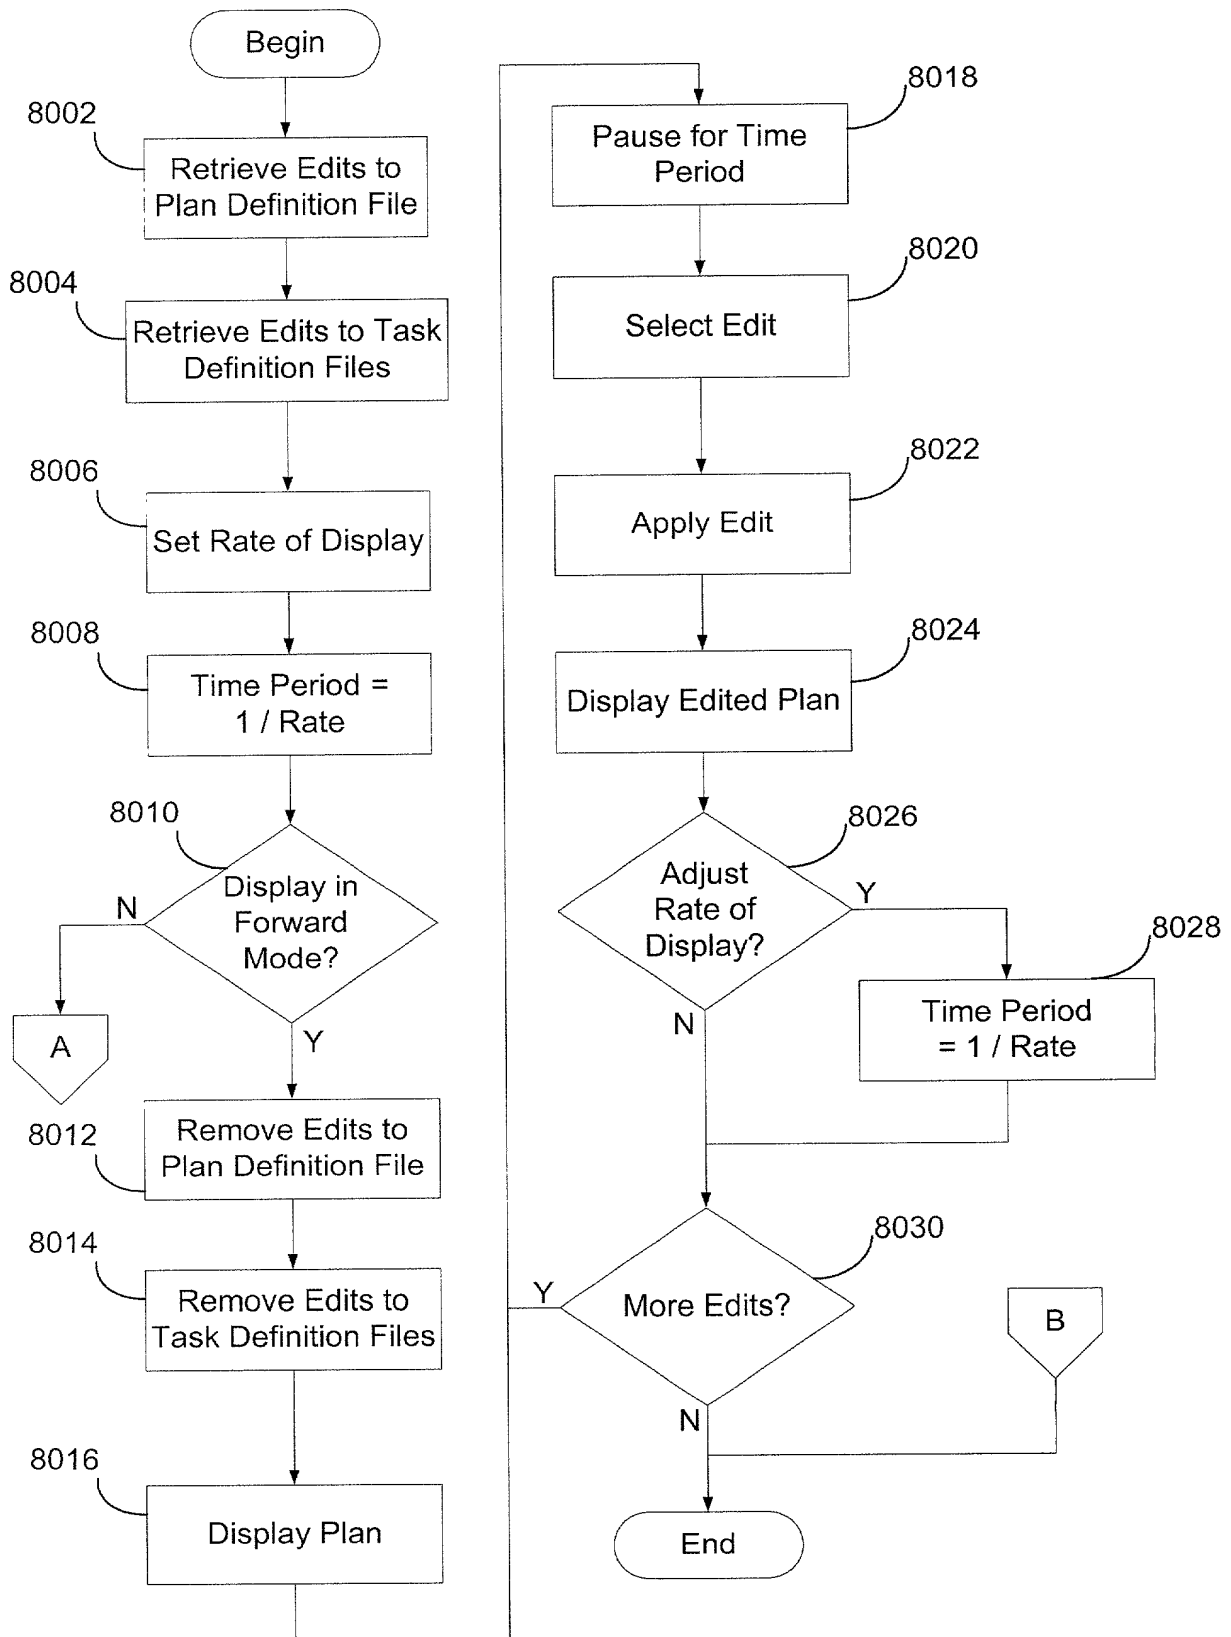 Begin
8002
Retrieve Edits to
Plan Definition File
8004
Retrieve Edits to Task
Definition Files
8006
Set Rate of Display
8008
Time Period =
1 / Rate
8010
Display in
Forward
Mode?
N
A
Y
8012
Remove Edits to
Plan Definition File
8014
Remove Edits to
Task Definition Files
8016
Display Plan
8018
Pause for Time
Period
8020
Select Edit
8022
Apply Edit
8024
Display Edited Plan
8026
Adjust
Rate of
Display?
Y
8028
Time Period
= 1 / Rate
N
8030
More Edits?
Y
B
N
End